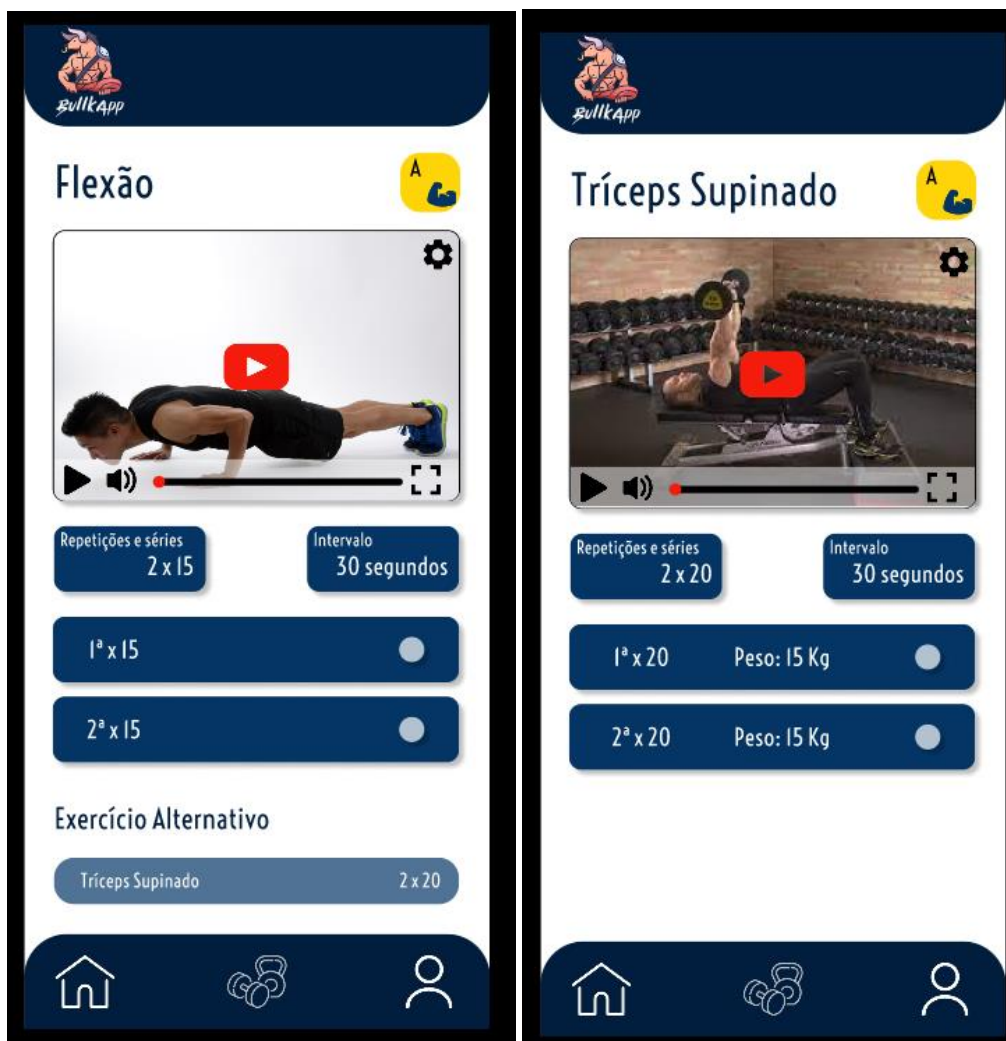 BullkApp
Flexão
A
Repetições e séries
2 x 15
Intervalo
30 segundos
1ª x 15
2ª x 15
Exercício Alternativo
Tríceps Supinado 2 x 20
BullkApp
Tríceps Supinado
A
Repetições e séries
2 x 20
Intervalo
30 segundos
1ª x 20 Peso: 15 Kg
2ª x 20 Peso: 15 Kg